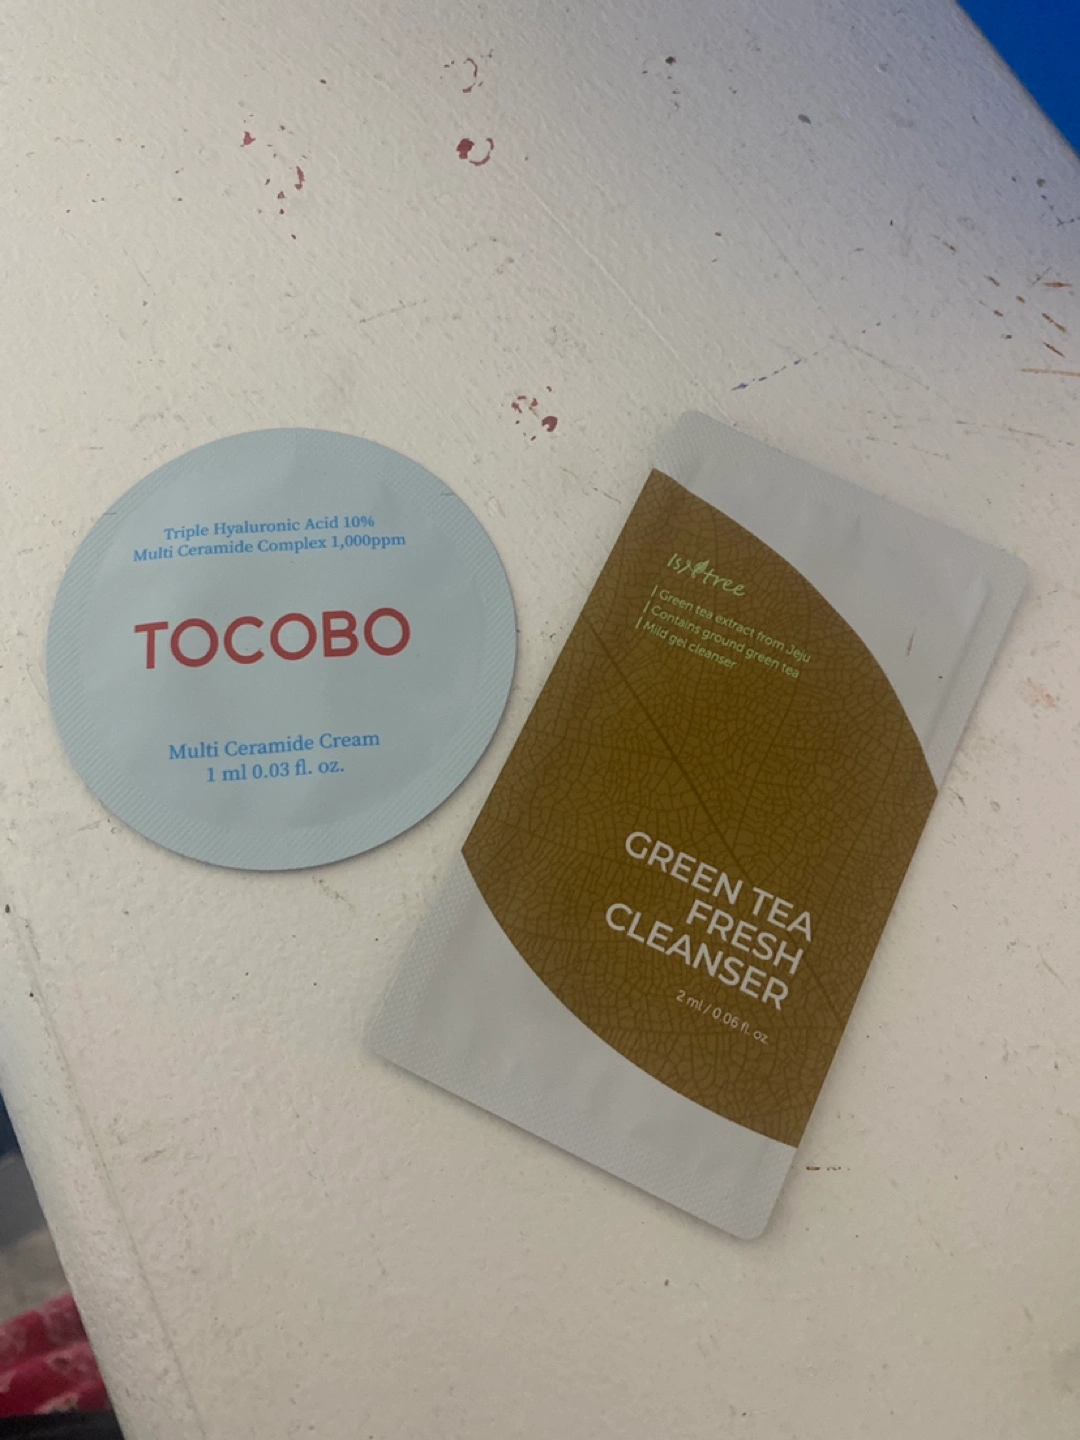 Triple Hyaluronic Acid 10%
Multi Ceramide Complex 1,000ppm
TOCOBO
Multi Ceramide Cream
1 ml 0.03 fl. oz.
IsNtree
Green tea extract from Jeju
Contains ground green tea
Mild gel cleanser
GREEN TEA
FRESH
CLEANSER
2 ml / 0.06 fl. oz.